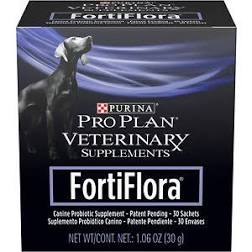 PURINA
PRO PLAN
VETERINARY
SUPPLEMENTS
FortiFlora®
Canine Probiotic Supplement - Patent Pending - 30 Sachets
Suplemento Probiótico Canino - Patente Pendiente - 30 Envases
NET WT/CONT. NET.: 1.06 OZ (30 g)